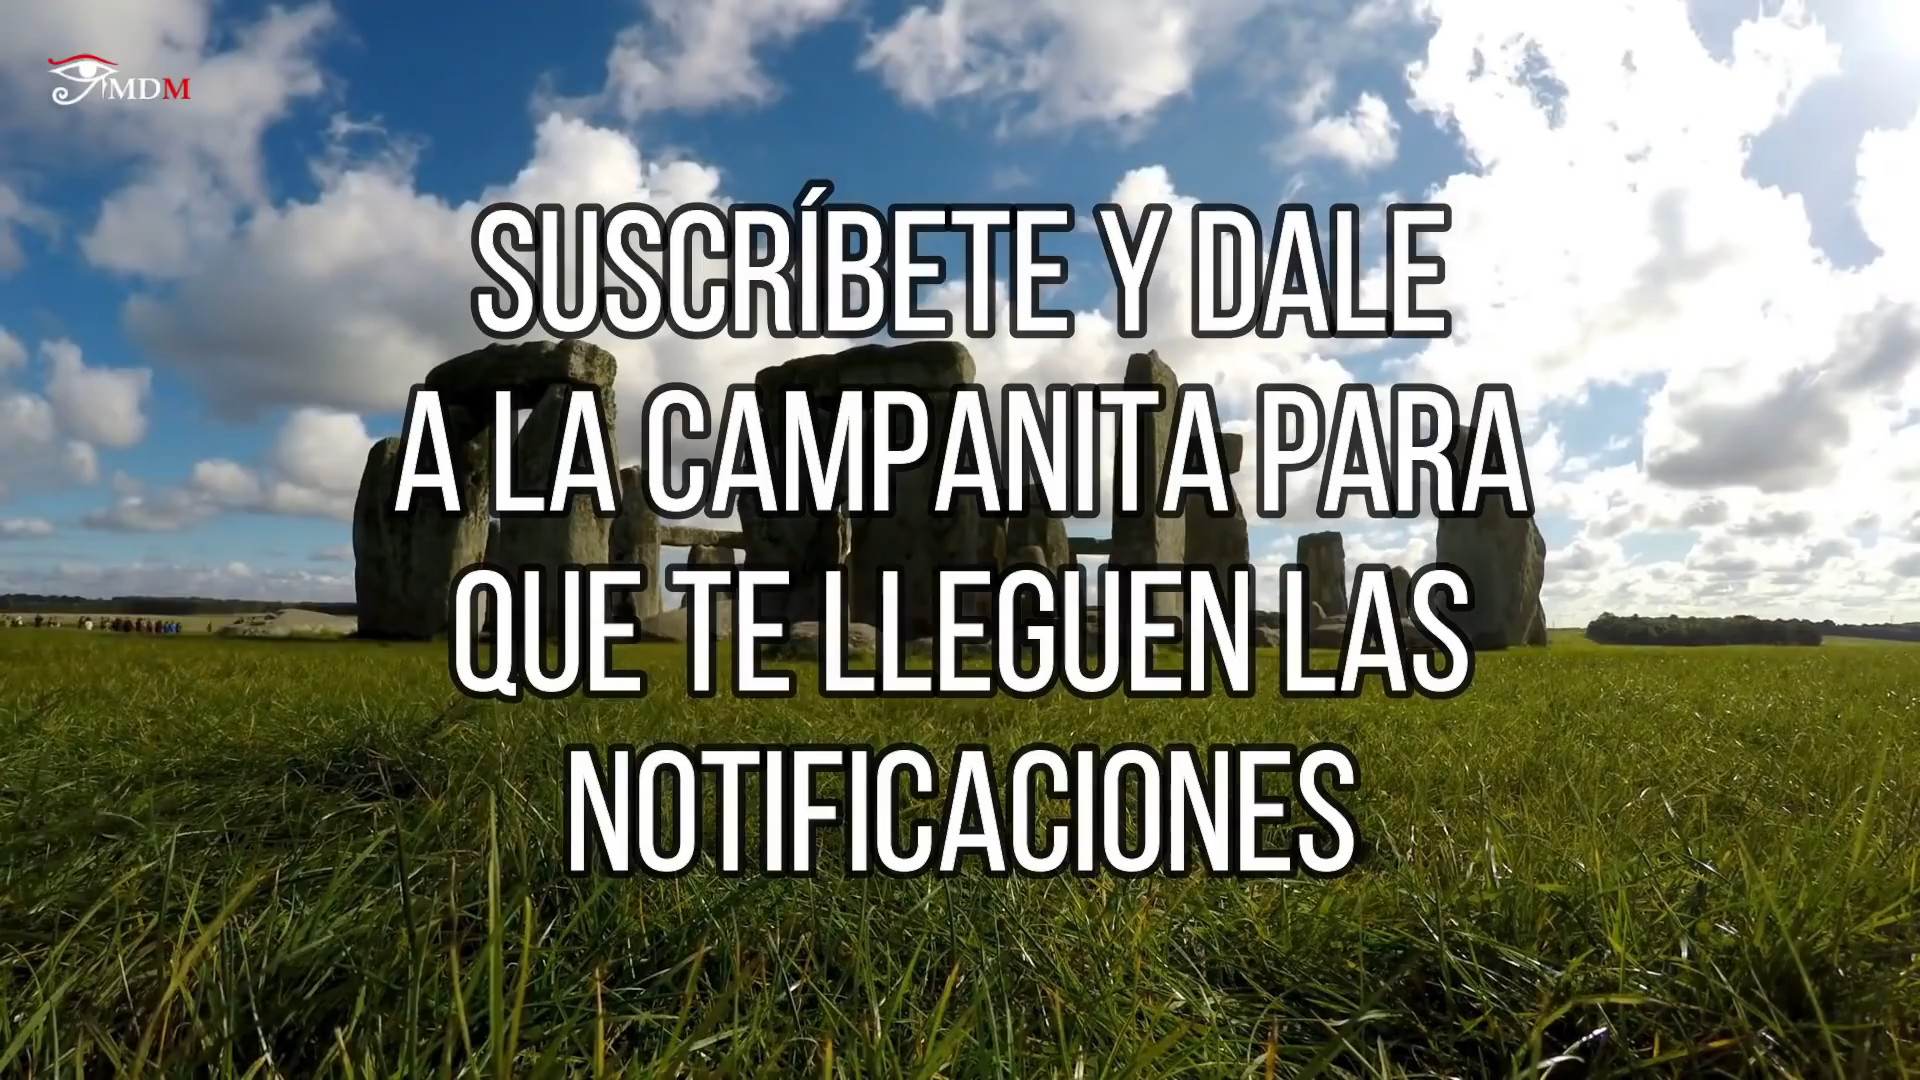 MDM
SUSCRÍBETE Y DALE
A LA CAMPANITA PARA
QUE TE LLEGUEN LAS
NOTIFICACIONES